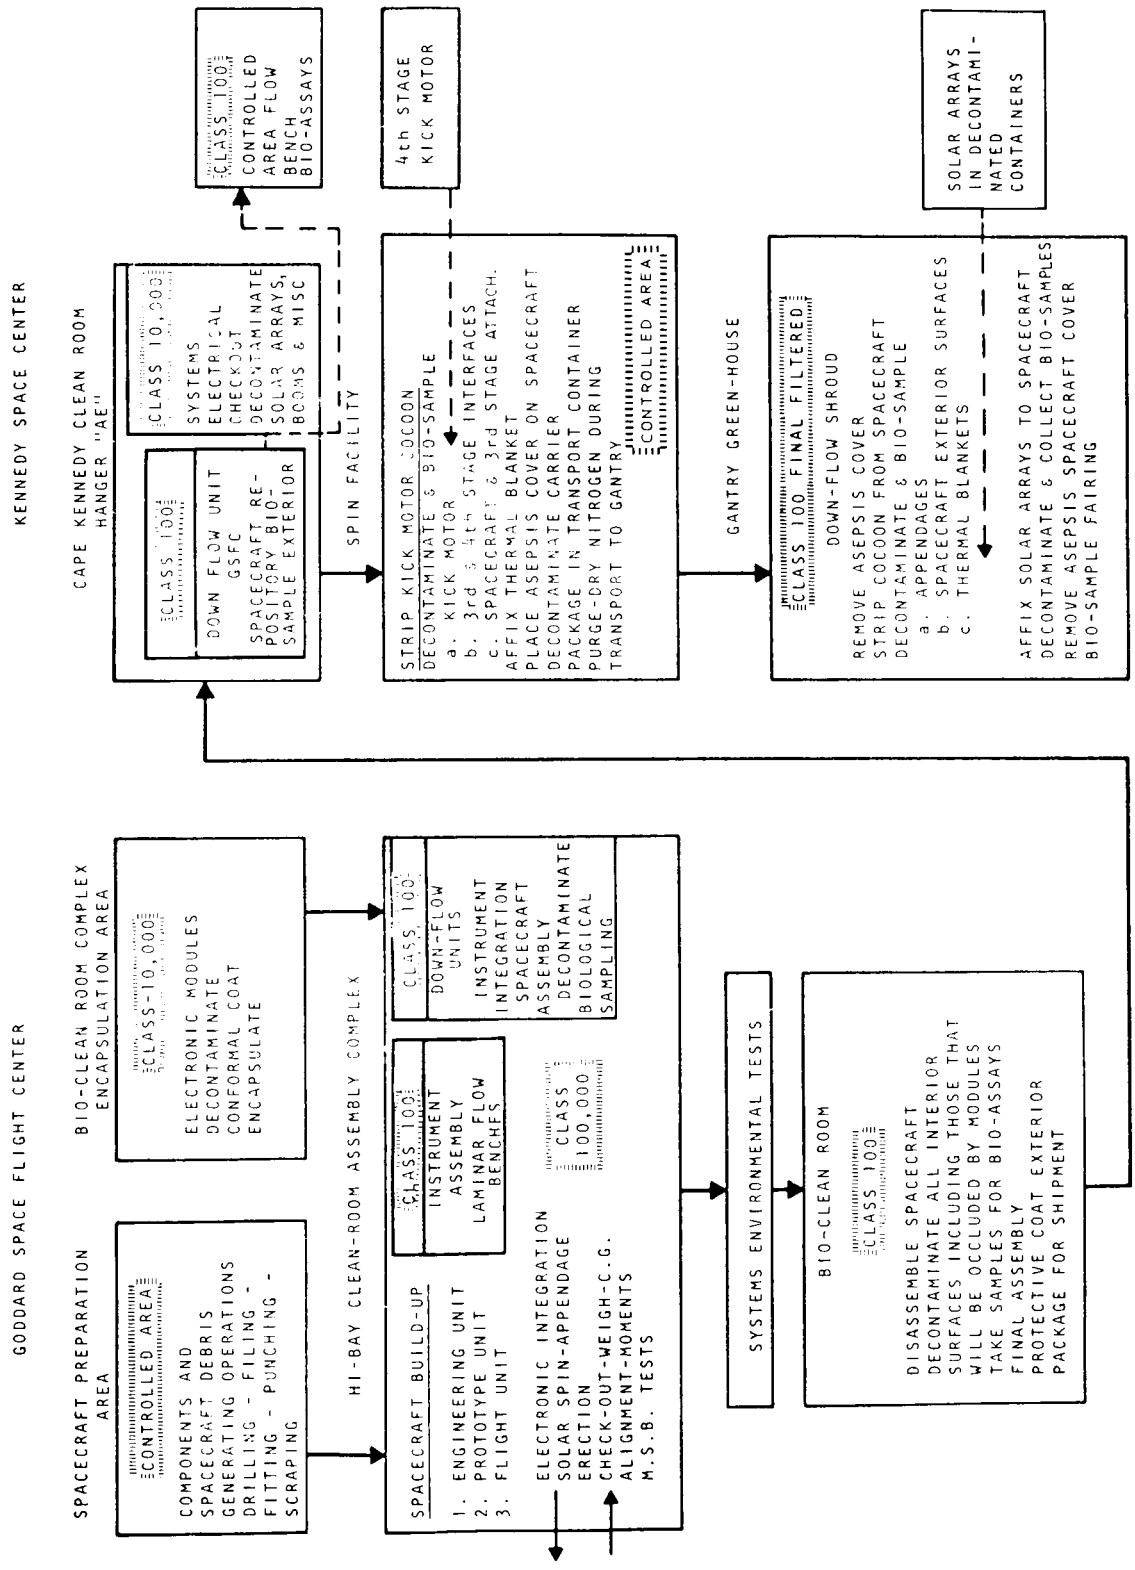 GODDARD SPACE FLIGHT CENTER
SPACECRAFT PREPARATION
AREA
CONTROLLED AREA
COMPONENTS AND
SPACECRAFT DEBRIS
GENERATING OPERATIONS
DRILLING - FILING -
FITTING - PUNCHING -
SCRAPING
BIO-CLEAN ROOM COMPLEX
ENCAPSULATION AREA
CLASS-10,000
ELECTRONIC MODULES
DECONTAMINATE
CONFORMAL COAT
ENCAPSULATE
HI-BAY CLEAN-ROOM ASSEMBLY COMPLEX
SPACECRAFT BUILD-UP
1. ENGINEERING UNIT
2. PROTOTYPE UNIT
3. FLIGHT UNIT
ELECTRONIC INTEGRATION
SOLAR SPIN-APPENDAGE
ERECTION
CHECK-OUT-WEIGH-C.G.
ALIGNMENT-MOMENTS
M.S.B. TESTS
CLASS 100
INSTRUMENT
ASSEMBLY
LAMINAR FLOW
BENCHES
CLASS
100,000
CLASS 100
DOWN-FLOW
UNITS
INSTRUMENT
INTEGRATION
SPACECRAFT
ASSEMBLY
DECONTAMINATE
BIOLOGICAL
SAMPLING
SYSTEMS ENVIRONMENTAL TESTS
BIO-CLEAN ROOM
CLASS 100
DISASSEMBLE SPACECRAFT
DECONTAMINATE ALL INTERIOR
SURFACES INCLUDING THOSE THAT
WILL BE OCCLUDED BY MODULES
TAKE SAMPLES FOR BIO-ASSAYS
FINAL ASSEMBLY
PROTECTIVE COAT EXTERIOR
PACKAGE FOR SHIPMENT
KENNEDY SPACE CENTER
CAPE KENNEDY CLEAN ROOM
HANGER "AE"
CLASS 100
DOWN FLOW UNIT
GSFC
SPACECRAFT RE-
POSITORY BIO-
SAMPLE EXTERIOR
CLASS 10,000
SYSTEMS
ELECTRICAL
CHECKOUT
DECONTAMINATE
SOLAR ARRAYS,
BOOMS & MISC
CLASS 100
CONTROLLED
AREA FLOW
BENCH
BIO-ASSAYS
SPIN FACILITY
STRIP KICK MOTOR COCOON
DECONTAMINATE & BIO-SAMPLE
a. KICK MOTOR
b. 3rd & 4th STAGE INTERFACES
c. SPACECRAFT & 3rd STAGE ATTACH.
AFFIX THERMAL BLANKET
PLACE ASEPSIS COVER ON SPACECRAFT
DECONTAMINATE CARRIER
PACKAGE IN TRANSPORT CONTAINER
PURGE-DRY NITROGEN DURING
TRANSPORT TO GANTRY
CONTROLLED AREA
4th STAGE
KICK MOTOR
GANTRY GREEN-HOUSE
CLASS 100 FINAL FILTERED
DOWN-FLOW SHROUD
REMOVE ASEPSIS COVER
STRIP COCOON FROM SPACECRAFT
DECONTAMINATE & BIO-SAMPLE
a. APPENDAGES
b. SPACECRAFT EXTERIOR SURFACES
c. THERMAL BLANKETS
AFFIX SOLAR ARRAYS TO SPACECRAFT
DECONTAMINATE & COLLECT BIO-SAMPLES
REMOVE ASEPSIS SPACECRAFT COVER
BIO-SAMPLE FAIRING
SOLAR ARRAYS
IN DECONTAMI-
NATED
CONTAINERS